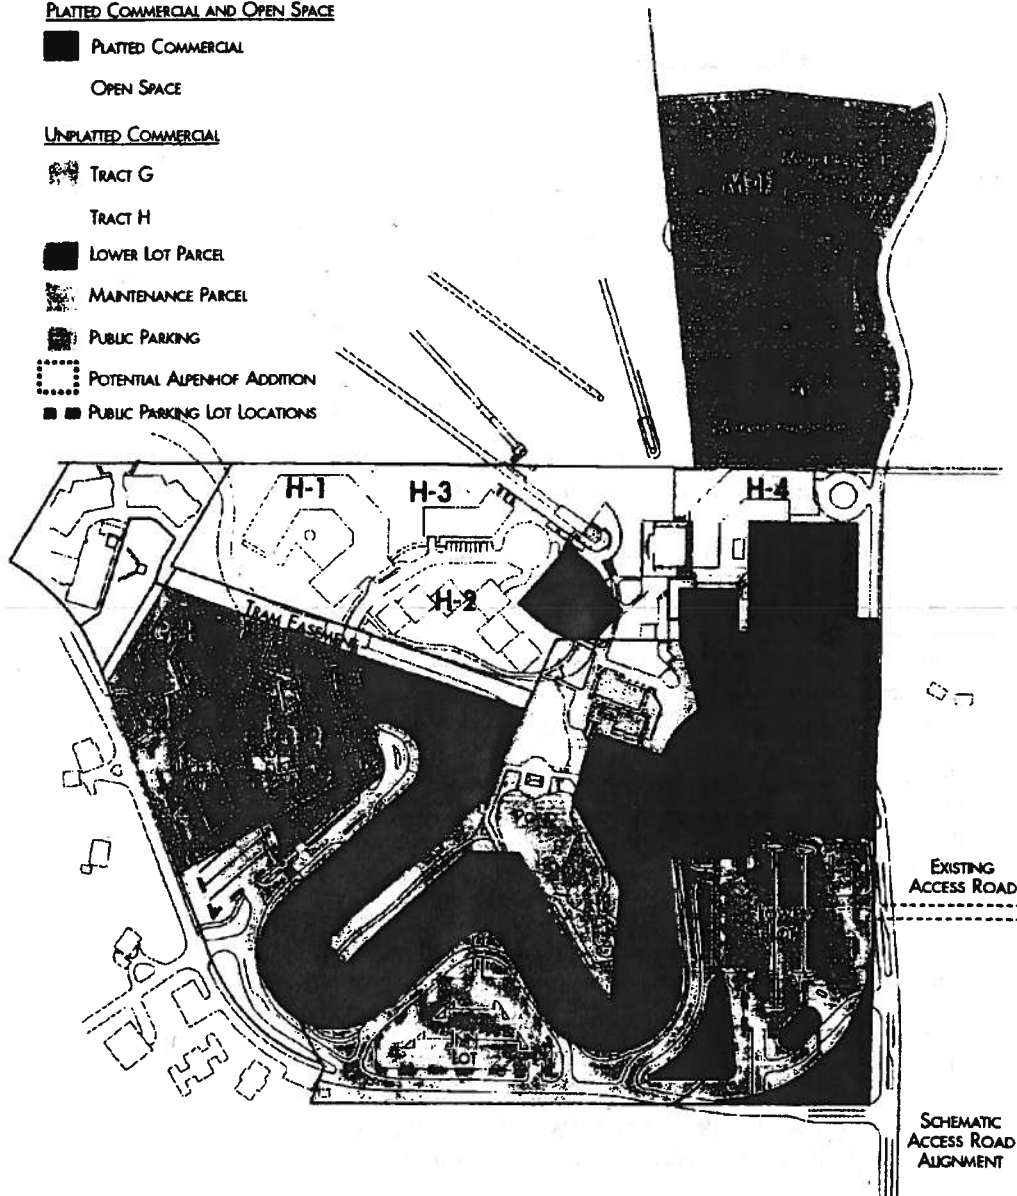 PLATTED COMMERCIAL AND OPEN SPACE
PLATTED COMMERCIAL
OPEN SPACE
UNPLATTED COMMERCIAL
TRACT G
TRACT H
LOWER LOT PARCEL
MAINTENANCE PARCEL
PUBLIC PARKING
POTENTIAL ALPENHOF ADDITION
PUBLIC PARKING LOT LOCATIONS
H-1
H-3
H-4
H-2
TRAM EASEMENT
POND
LOT
EXISTING
ACCESS ROAD
SCHEMATIC
ACCESS ROAD
ALIGNMENT